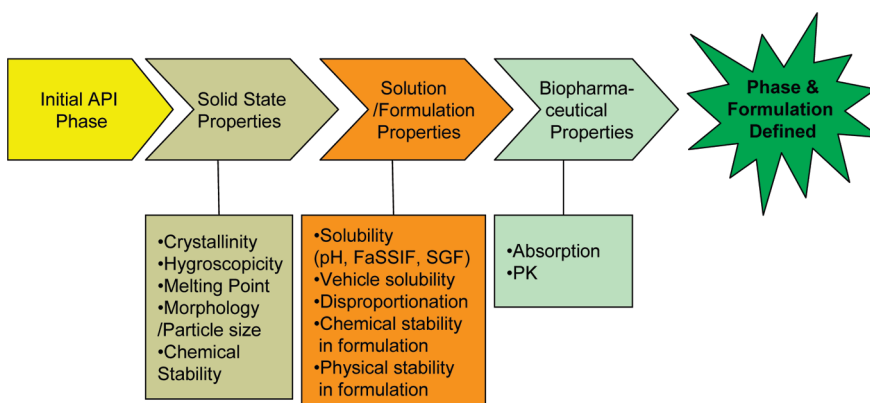 Initial API
Phase
Solid State
Properties
Solution
/Formulation
Properties
Biopharma-
ceutical
Properties
Phase &
Formulation
Defined
•Crystallinity
•Hygroscopicity
•Melting Point
•Morphology
/Particle size
•Chemical
Stability
•Solubility
(pH, FaSSIF, SGF)
•Vehicle solubility
•Disproportionation
•Chemical stability
in formulation
•Physical stability
in formulation
•Absorption
•PK